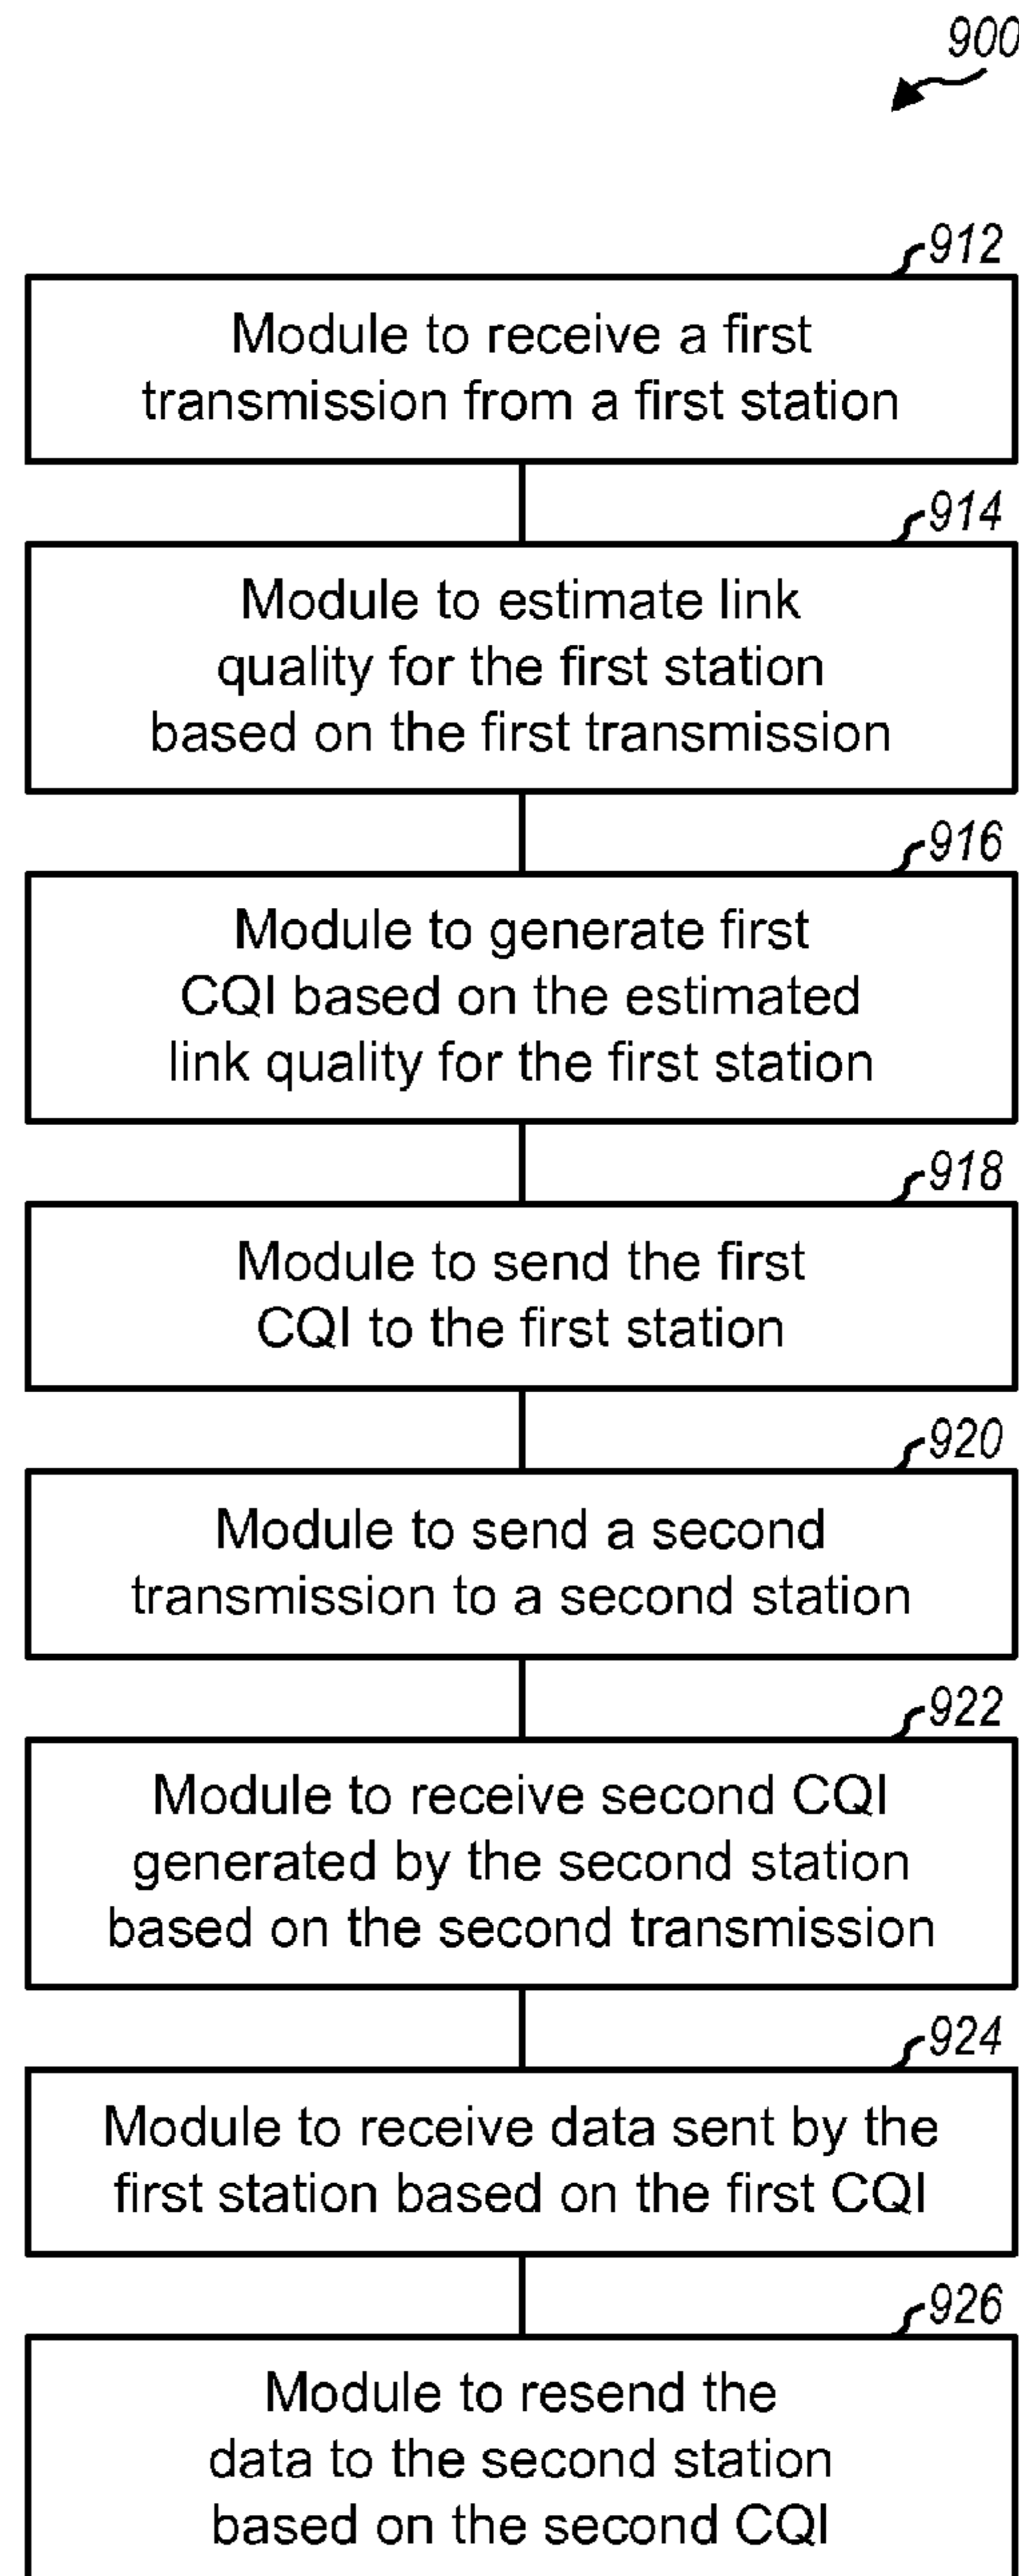 900
912
Module to receive a first
transmission from a first station
914
Module to estimate link
quality for the first station
based on the first transmission
916
Module to generate first
CQI based on the estimated
link quality for the first station
918
Module to send the first
CQI to the first station
920
Module to send a second
transmission to a second station
922
Module to receive second CQI
generated by the second station
based on the second transmission
924
Module to receive data sent by the
first station based on the first CQI
926
Module to resend the
data to the second station
based on the second CQI